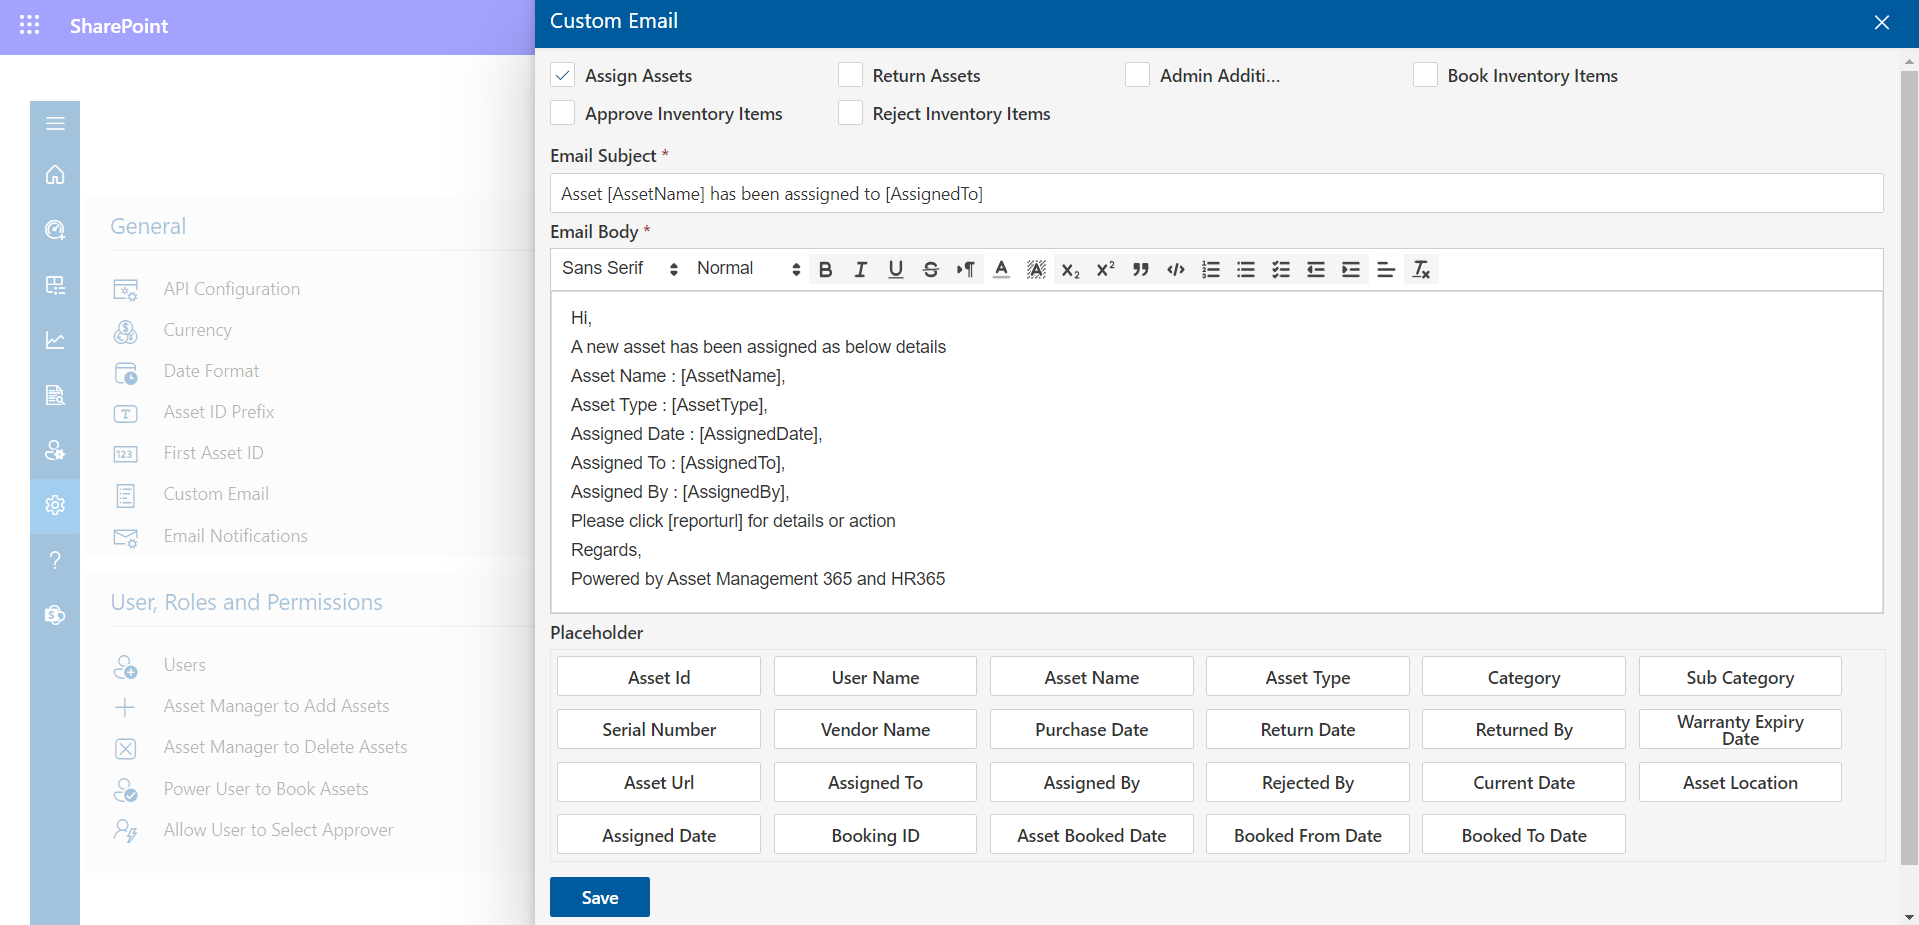 SharePoint
Custom Email
Assign Assets
Return Assets
Admin Additi...
Book Inventory Items
Approve Inventory Items
Reject Inventory Items
Email Subject *
Asset [AssetName] has been asssigned to [AssignedTo]
Email Body *
Sans Serif
Normal
Hi,
A new asset has been assigned as below details
Asset Name : [AssetName],
Asset Type : [AssetType],
Assigned Date : [AssignedDate],
Assigned To : [AssignedTo],
Assigned By : [AssignedBy],
Please click [reporturl] for details or action
Regards,
Powered by Asset Management 365 and HR365
Placeholder
Asset Id
User Name
Asset Name
Asset Type
Category
Sub Category
Serial Number
Vendor Name
Purchase Date
Return Date
Returned By
Warranty Expiry
Date
Asset Url
Assigned To
Assigned By
Rejected By
Current Date
Asset Location
Assigned Date
Booking ID
Asset Booked Date
Booked From Date
Booked To Date
Save
General
API Configuration
Currency
Date Format
Asset ID Prefix
123
First Asset ID
Custom Email
Email Notifications
User, Roles and Permissions
Users
Asset Manager to Add Assets
Asset Manager to Delete Assets
Power User to Book Assets
Allow User to Select Approver